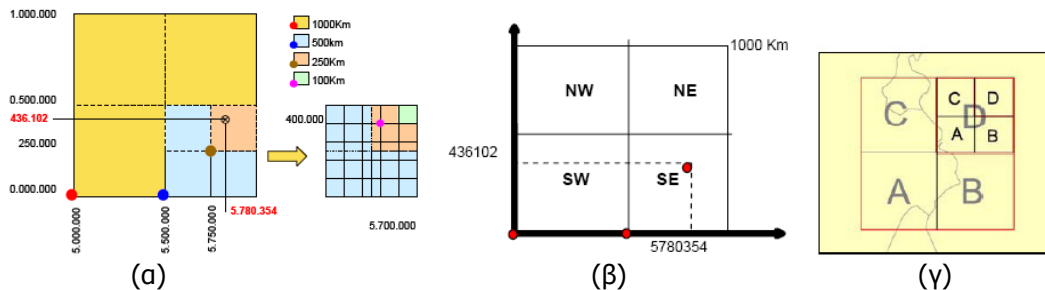 1.000.000
0.500.000
436.102
250.000
0.000.000
5.000.000
5.500.000
5.750.000
5.780.354
1000Km
500km
250Km
100Km
400.000
5.700.000
(α)
1000 Km
NW
NE
436102
SW
SE
5780354
(β)
C
D
C
D
A
B
A
B
(γ)